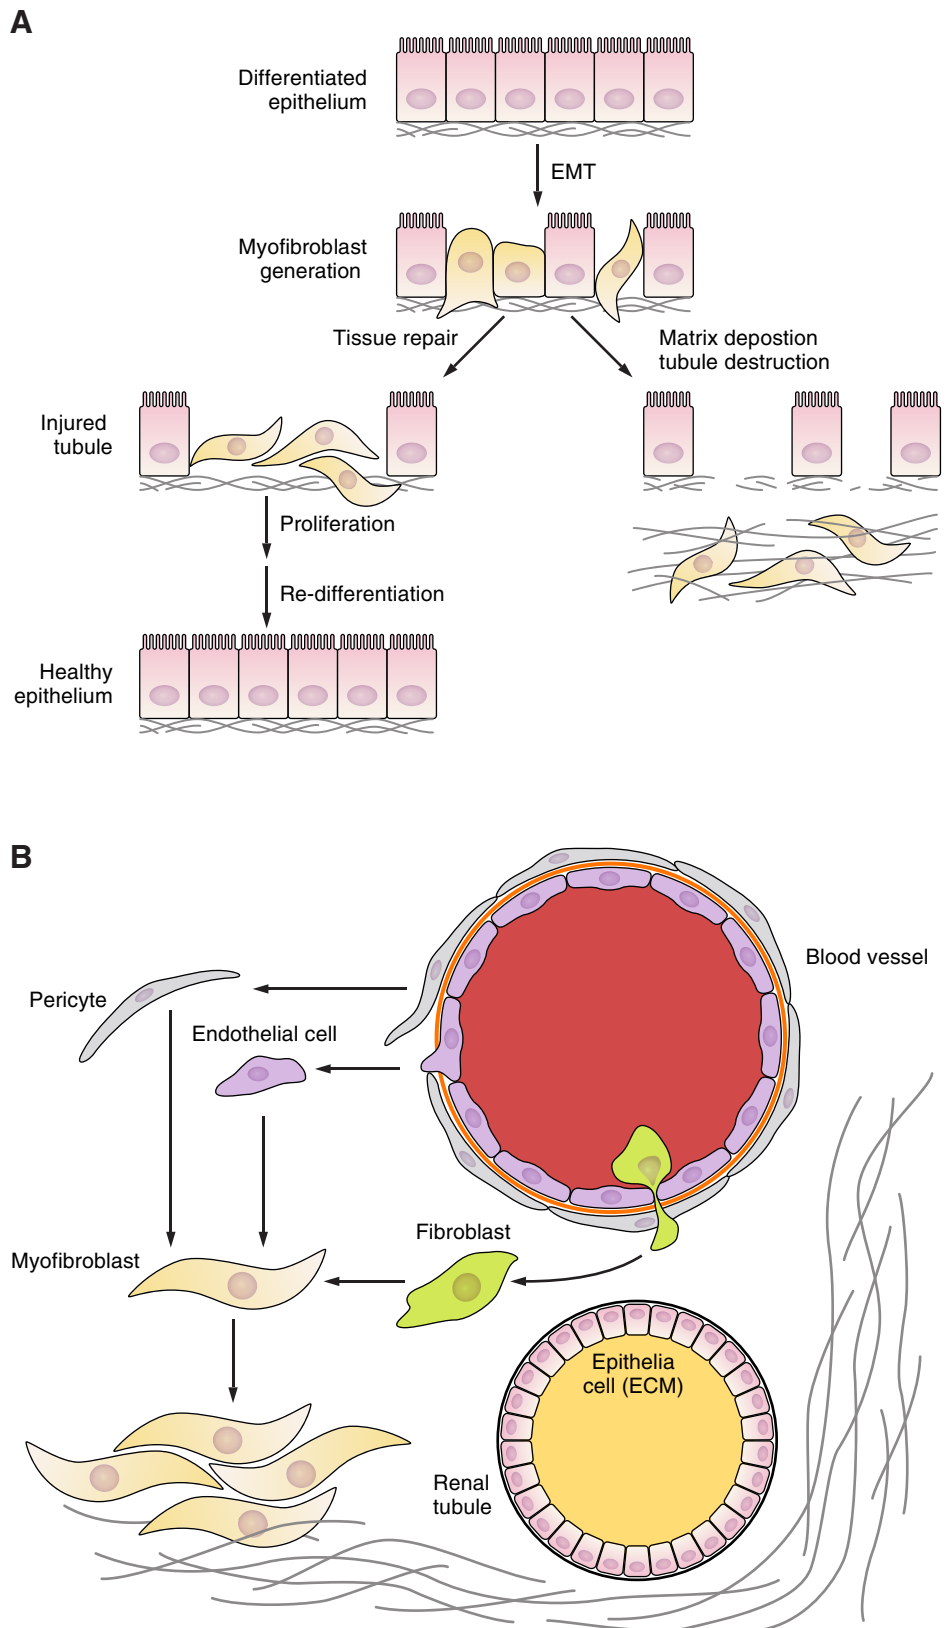 A
Differentiated
epithelium
EMT
Myofibroblast
generation
Tissue repair
Matrix depostion
tubule destruction
Injured
tubule
Proliferation
Re-differentiation
Healthy
epithelium
B
Blood vessel
Pericyte
Endothelial cell
Fibroblast
Myofibroblast
Epithelia
cell (ECM)
Renal
tubule